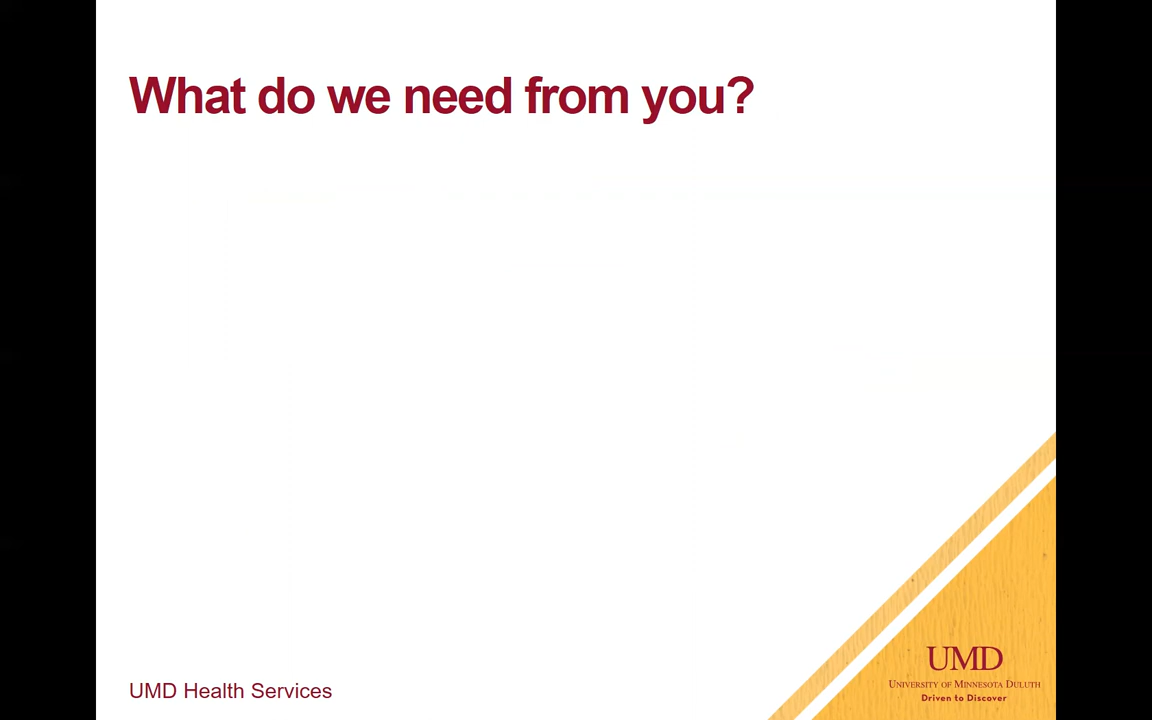 What do we need from you?
UMD Health Services
UMD
University of Minnesota Duluth
Driven to Discover